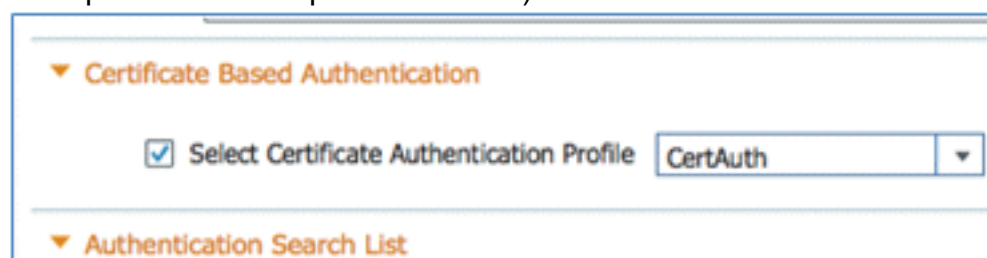 Certificate Based Authentication
Select Certificate Authentication Profile CertAuth
Authentication Search List